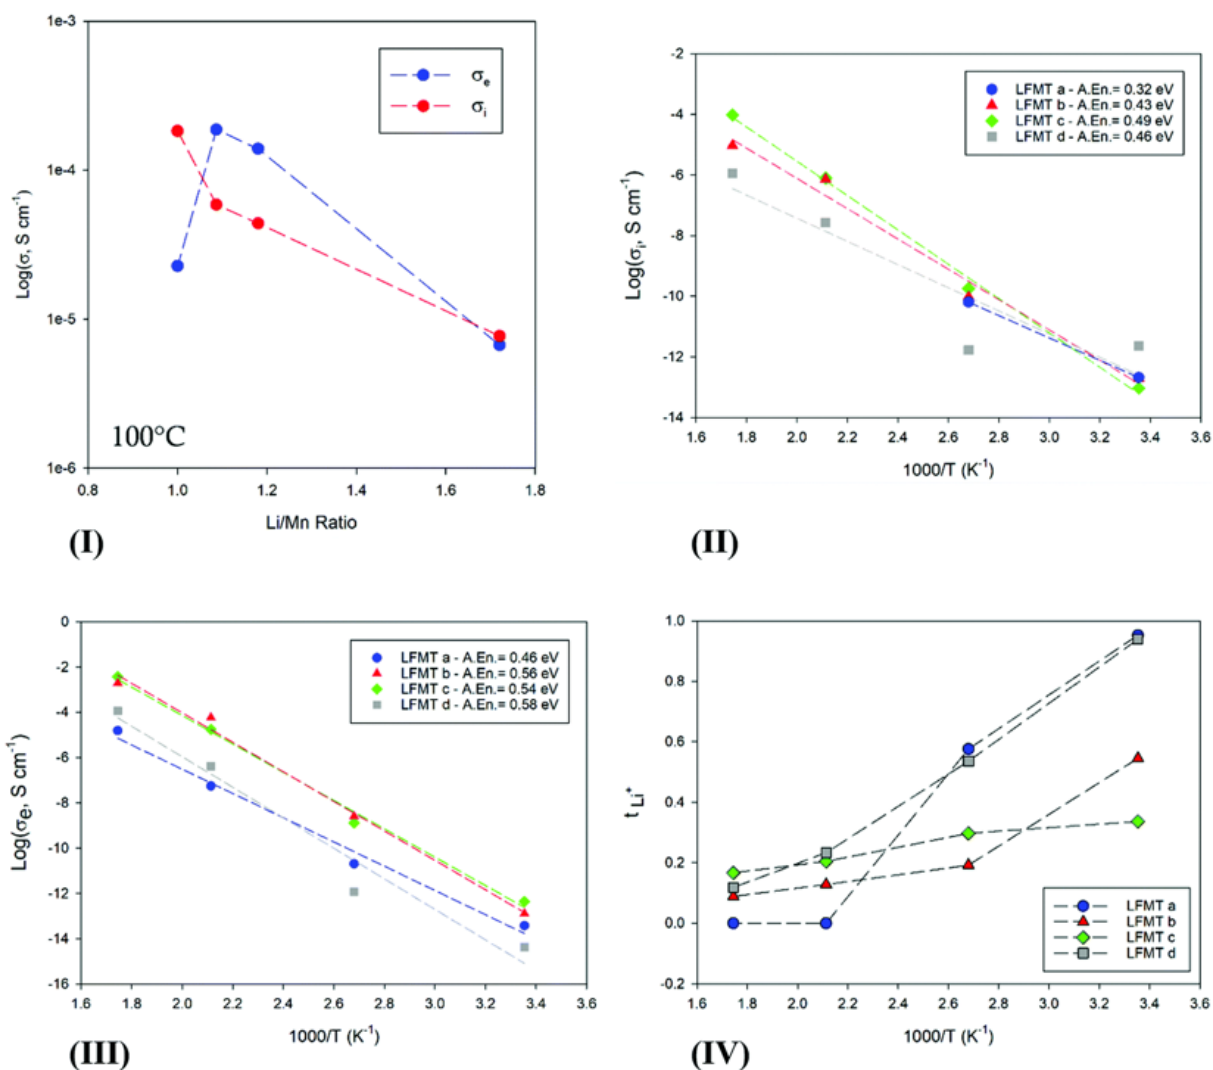 1e-3
1e-4
1e-5
1e-6
Log(σ, S cm⁻¹)
σe
σi
100°C
0.8 1.0 1.2 1.4 1.6 1.8
Li/Mn Ratio
(I)
-2
-4
-6
-8
-10
-12
-14
Log(σi, S cm⁻¹)
LFMT a - A.En.= 0.32 eV
LFMT b - A.En.= 0.43 eV
LFMT c - A.En.= 0.49 eV
LFMT d - A.En.= 0.46 eV
1.6 1.8 2.0 2.2 2.4 2.6 2.8 3.0 3.2 3.4 3.6
1000/T (K⁻¹)
(II)
0
-2
-4
-6
-8
-10
-12
-14
-16
Log(σe, S cm⁻¹)
LFMT a - A.En.= 0.46 eV
LFMT b - A.En.= 0.56 eV
LFMT c - A.En.= 0.54 eV
LFMT d - A.En.= 0.58 eV
1.6 1.8 2.0 2.2 2.4 2.6 2.8 3.0 3.2 3.4 3.6
1000/T (K⁻¹)
(III)
1.0
0.8
0.6
0.4
0.2
0.0
-0.2
tLi⁺
LFMT a
LFMT b
LFMT c
LFMT d
1.6 1.8 2.0 2.2 2.4 2.6 2.8 3.0 3.2 3.4 3.6
1000/T (K⁻¹)
(IV)